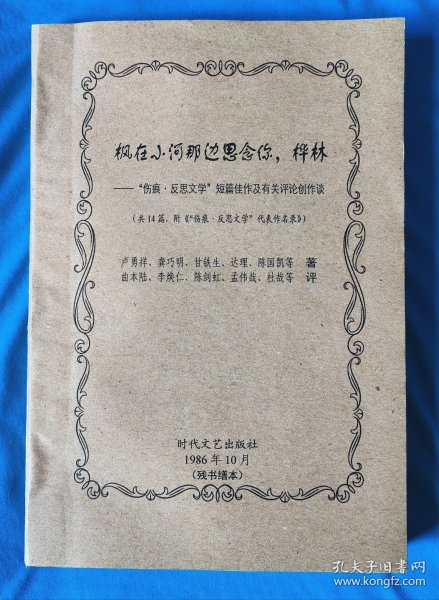 枫在小河那边思念你，桦林
——“伤痕·反思文学”短篇佳作及有关评论创作谈
（共14篇，附《“伤痕·反思文学”代表作名录》）
卢勇祥、龚巧明、甘铁生、达理、陈国凯等 著
曲本陆、李焕仁、陈剑虹、孟伟哉、杜哉等 评
时代文艺出版社
1986年10月
（残书缮本）
孔夫子旧书网
www.kongfz.com